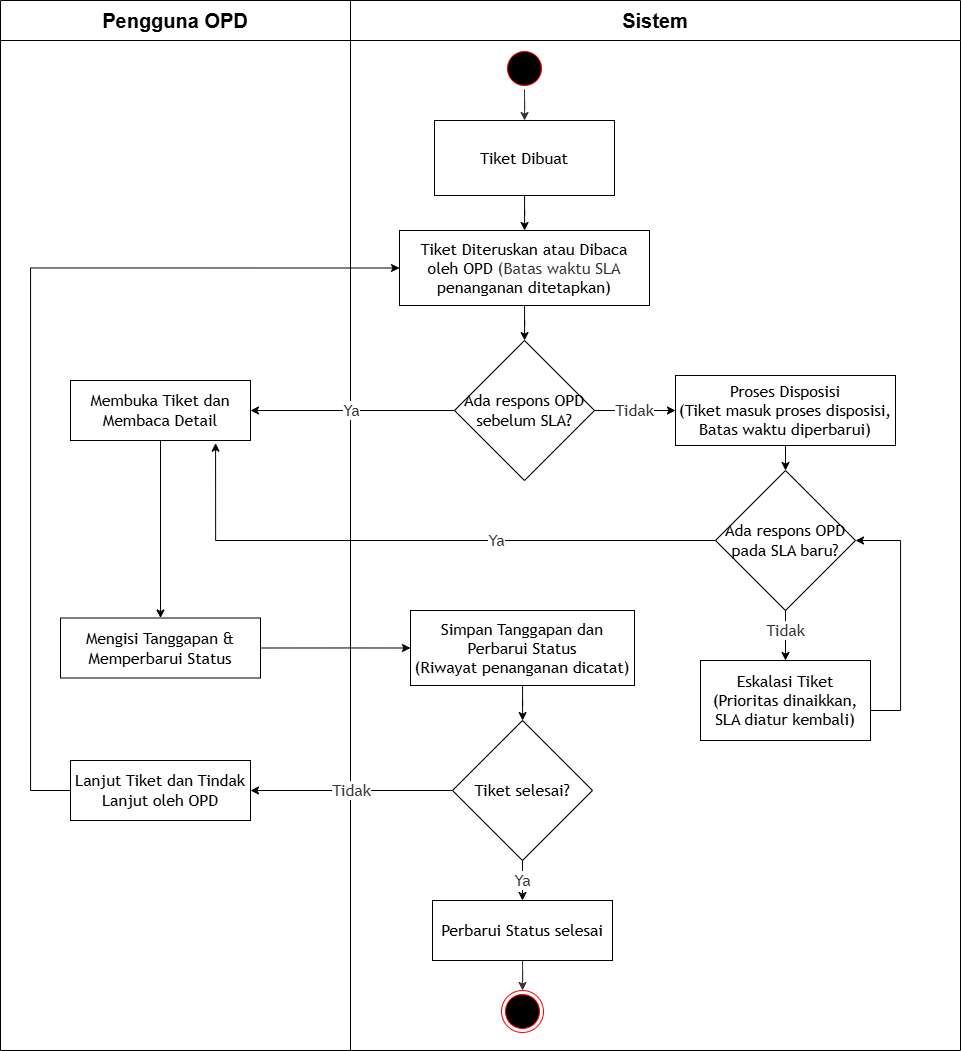 Pengguna OPD
Sistem
Tiket Dibuat
Tiket Diteruskan atau Dibaca
oleh OPD (Batas waktu SLA
penanganan ditetapkan)
Ada respons OPD
sebelum SLA?
Ya
Tidak
Membuka Tiket dan
Membaca Detail
Proses Disposisi
(Tiket masuk proses disposisi,
Batas waktu diperbarui)
Ada respons OPD
pada SLA baru?
Ya
Tidak
Eskalasi Tiket
(Prioritas dinaikkan,
SLA diatur kembali)
Mengisi Tanggapan &
Memperbarui Status
Simpan Tanggapan dan
Perbarui Status
(Riwayat penanganan dicatat)
Tiket selesai?
Tidak
Lanjut Tiket dan Tindak
Lanjut oleh OPD
Ya
Perbarui Status selesai